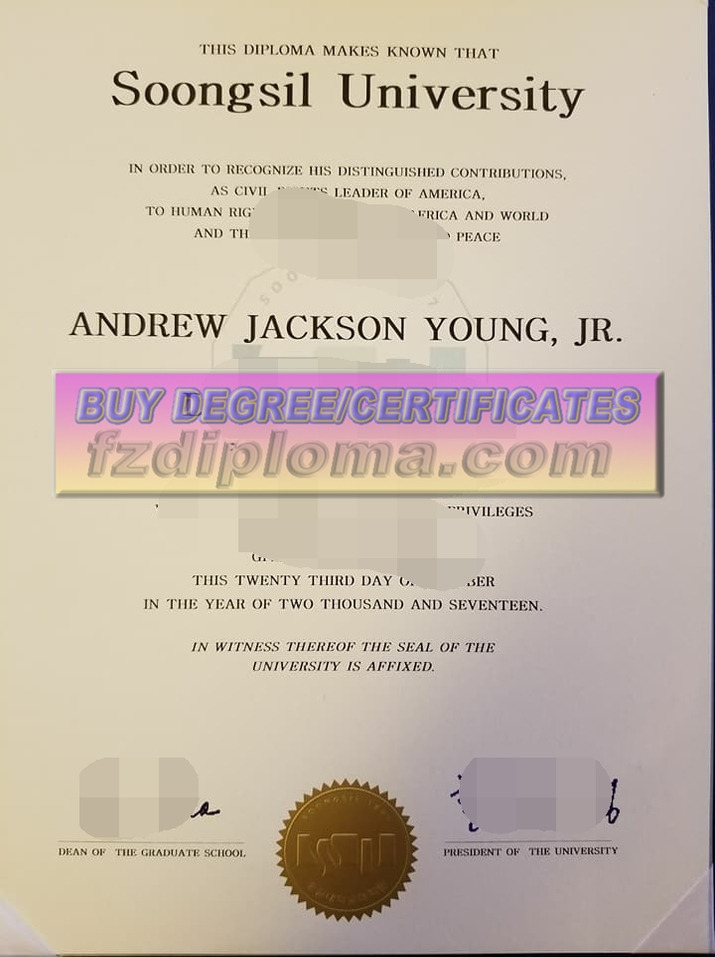 THIS DIPLOMA MAKES KNOWN THAT
Soongsil University
IN ORDER TO RECOGNIZE HIS DISTINGUISHED CONTRIBUTIONS,
AS CIVIL LEADER OF AMERICA,
TO HUMAN AND WORLD
AND PEACE
ANDREW JACKSON YOUNG, JR.
BUY DEGREE/CERTIFICATES
fzdiploma.com
PRIVILEGES
THIS TWENTY THIRD DAY
IN THE YEAR OF TWO THOUSAND AND SEVENTEEN.
IN WITNESS THEREOF THE SEAL OF THE
UNIVERSITY IS AFFIXED.
DEAN OF THE GRADUATE SCHOOL
PRESIDENT OF THE UNIVERSITY